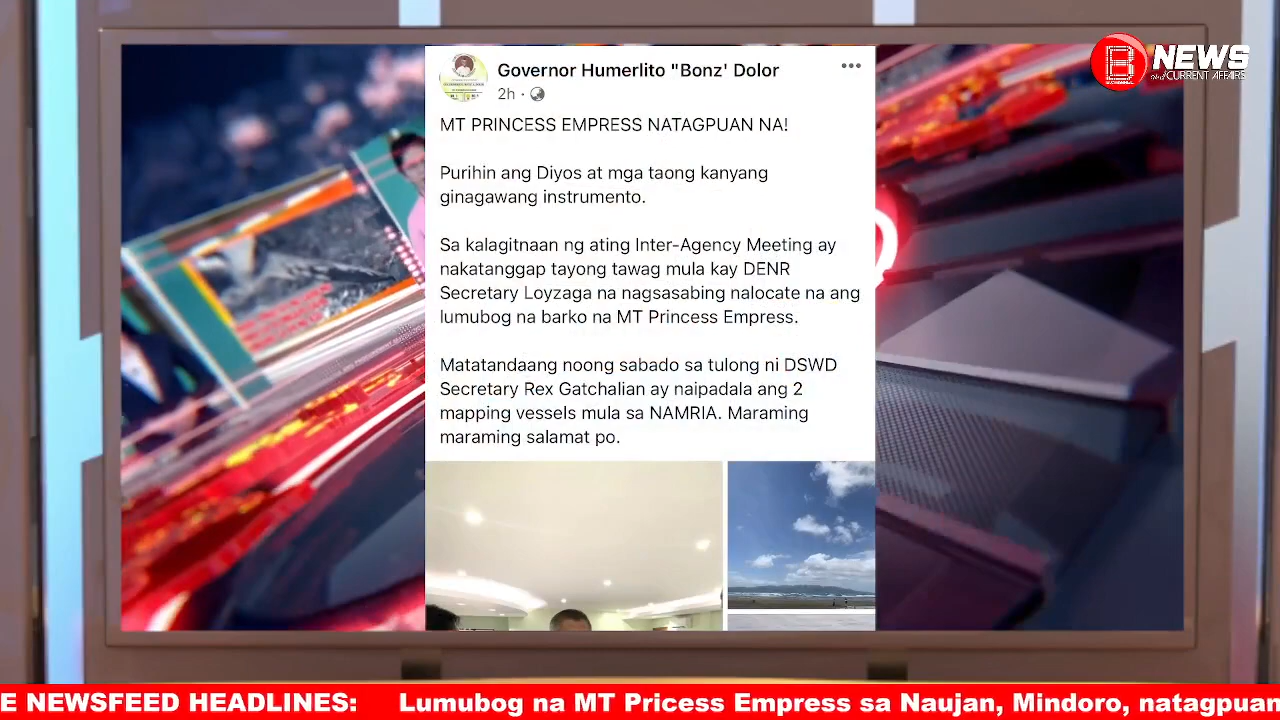 B NEWS
and CURRENT AFFAIRS
Governor Humerlito "Bonz' Dolor
2h ·
MT PRINCESS EMPRESS NATAGPUAN NA!
Purihin ang Diyos at mga taong kanyang
ginagawang instrumento.
Sa kalagitnaan ng ating Inter-Agency Meeting ay
nakatanggap tayong tawag mula kay DENR
Secretary Loyzaga na nagsasabing nalocate na ang
lumubog na barko na MT Princess Empress.
Matatandaang noong sabado sa tulong ni DSWD
Secretary Rex Gatchalian ay naipadala ang 2
mapping vessels mula sa NAMRIA. Maraming
maraming salamat po.
E NEWSFEED HEADLINES: Lumubog na MT Pricess Empress sa Naujan, Mindoro, natagpuan